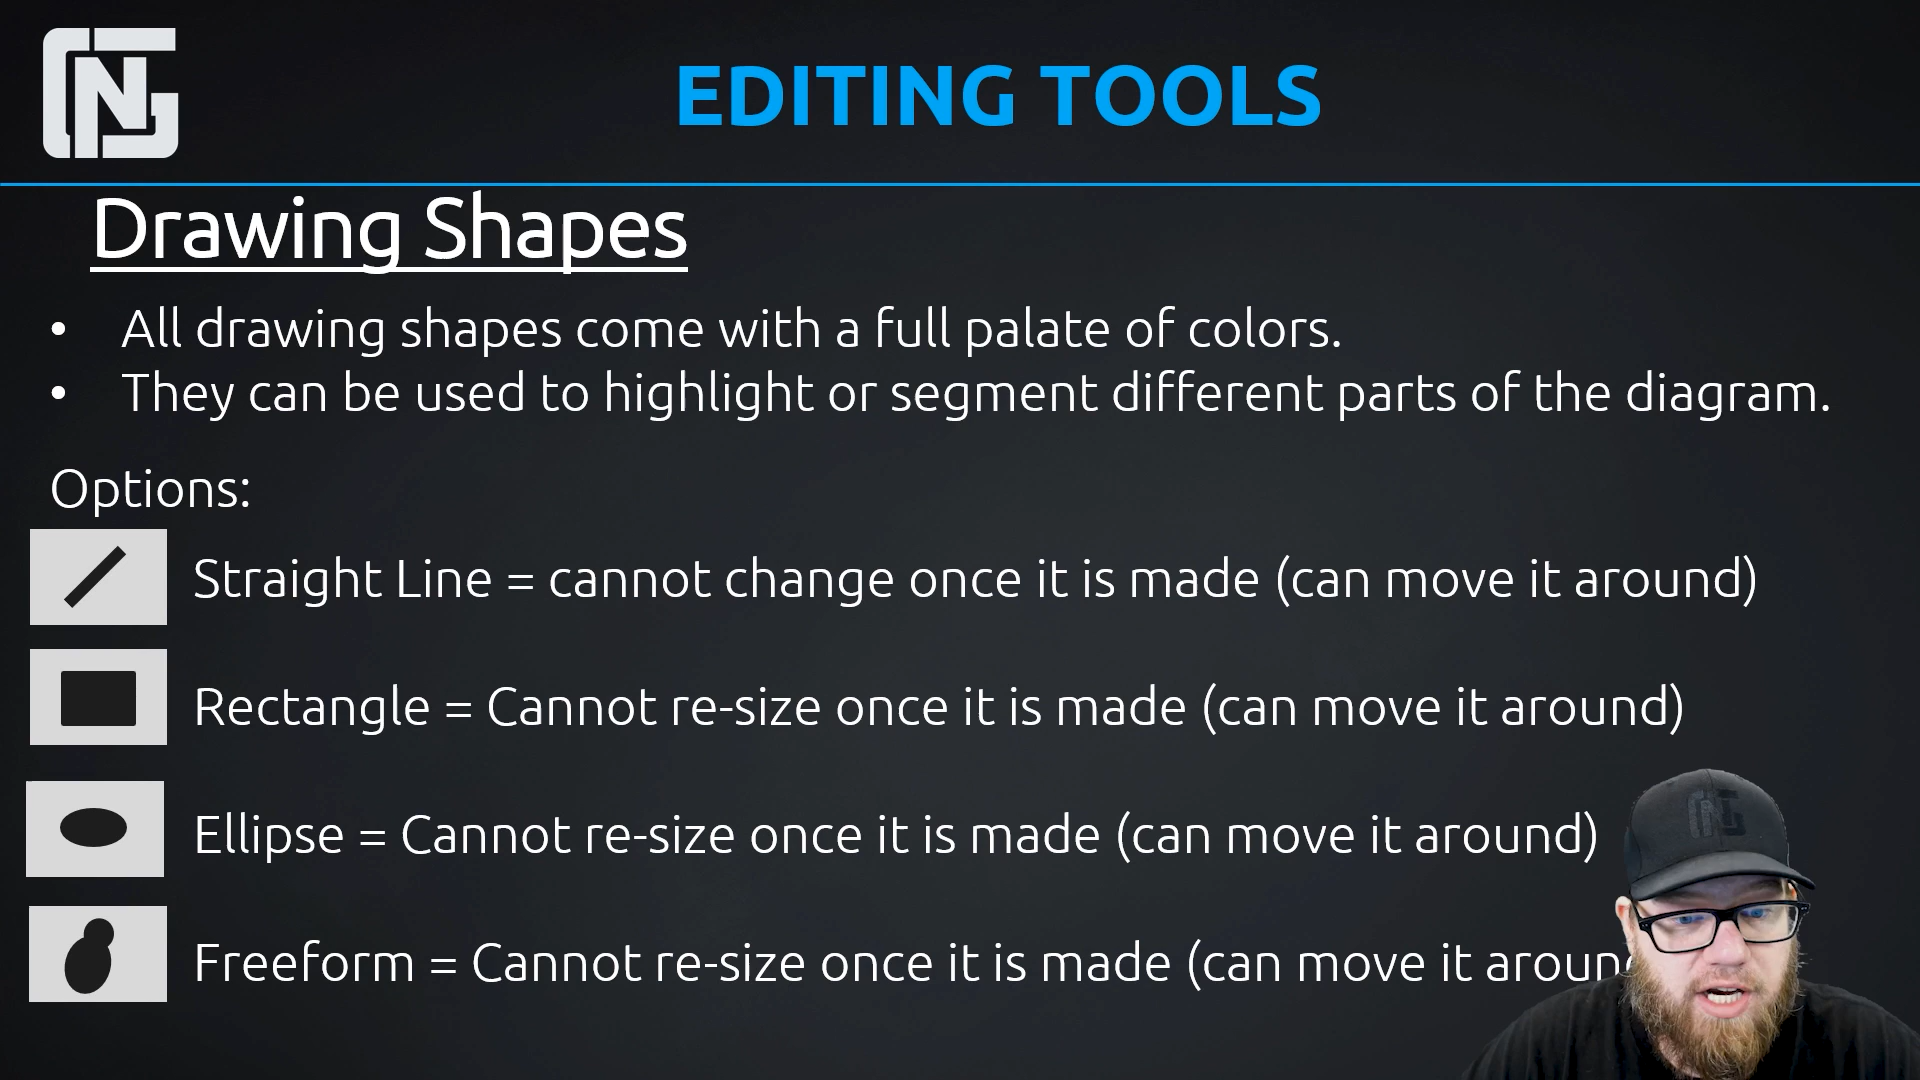 EDITING TOOLS
Drawing Shapes
• All drawing shapes come with a full palate of colors.
• They can be used to highlight or segment different parts of the diagram.
Options:
Straight Line = cannot change once it is made (can move it around)
Rectangle = Cannot re-size once it is made (can move it around)
Ellipse = Cannot re-size once it is made (can move it around)
Freeform = Cannot re-size once it is made (can move it